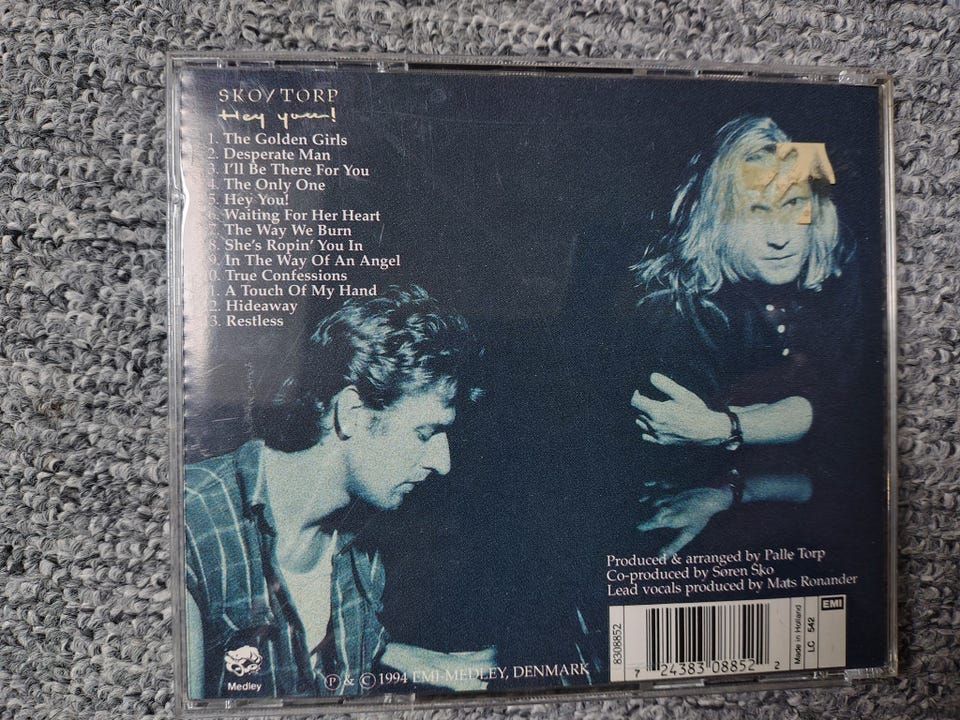 SKO/TORP
Hey you!
1. The Golden Girls
2. Desperate Man
3. I'll Be There For You
4. The Only One
5. Hey You!
6. Waiting For Her Heart
7. The Way We Burn
8. She's Ropin' You In
9. In The Way Of An Angel
10. True Confessions
11. A Touch Of My Hand
12. Hideaway
13. Restless
Produced & arranged by Palle Torp
Co-produced by Søren Sko
Lead vocals produced by Mats Ronander
8308852
7 24383 08852 2
Made in Holland
LC 542
EMI
Medley
℗ & © 1994 EMI-MEDLEY, DENMARK